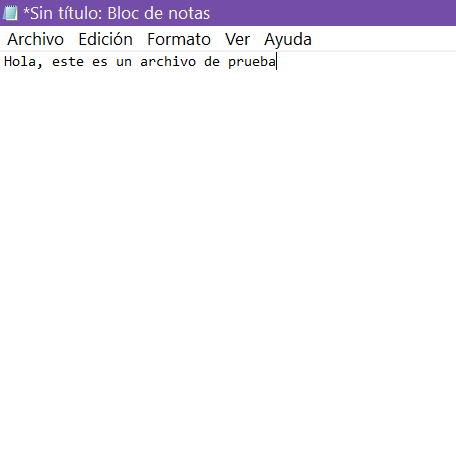 *Sin título: Bloc de notas
Archivo Edición Formato Ver Ayuda
Hola, este es un archivo de prueba